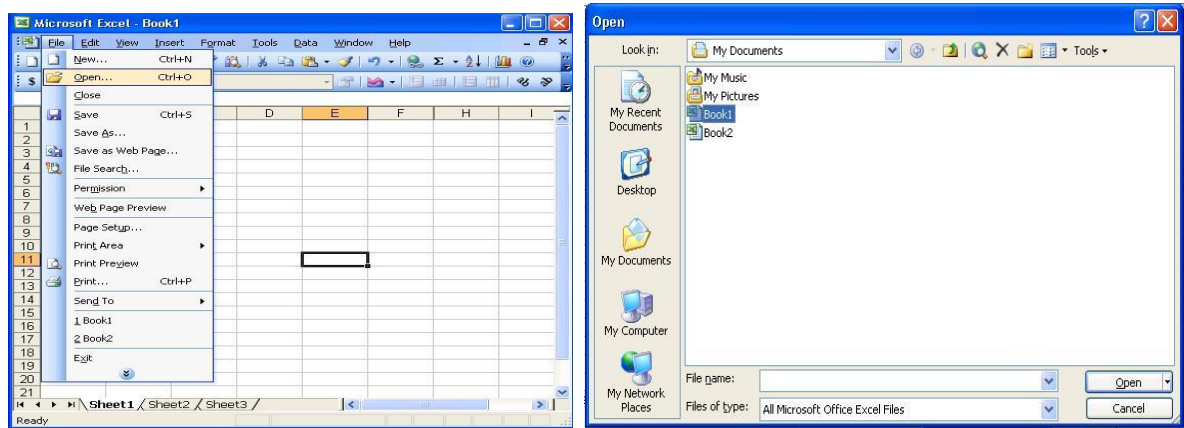 Microsoft Excel - Book1
File Edit View Insert Format Tools Data Window Help
New... Ctrl+N
Open... Ctrl+O
Close
Save Ctrl+S
Save As...
Save as Web Page...
File Search...
Permission
Web Page Preview
Page Setup...
Print Area
Print Preview
Print... Ctrl+P
Send To
1 Book1
2 Book2
Exit
$ %
D E F H I
1
2
3
4
5
6
7
8
9
10
11
12
13
14
15
16
17
18
19
20
21
Sheet1 Sheet2 Sheet3
Ready
Open
Look in: My Documents Tools
My Recent Documents
Desktop
My Documents
My Computer
My Network Places
My Music
My Pictures
Book1
Book2
File name: Open
Files of type: All Microsoft Office Excel Files Cancel